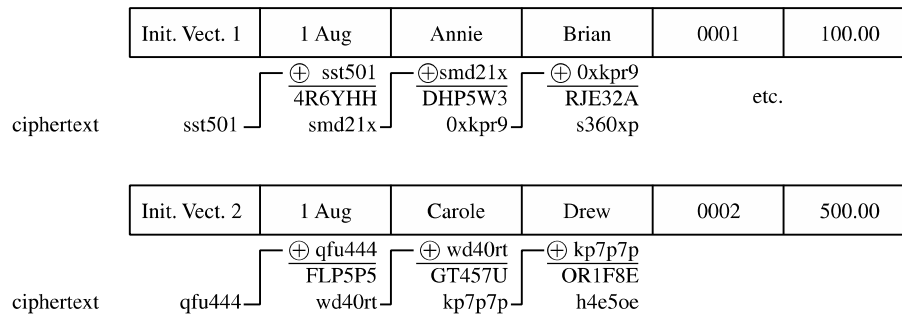 Init. Vect. 1 1 Aug Annie Brian 0001 100.00
⊕ sst501 ⊕smd21x ⊕ 0xkpr9
4R6YHH DHP5W3 RJE32A etc.
ciphertext sst501 smd21x 0xkpr9 s360xp
Init. Vect. 2 1 Aug Carole Drew 0002 500.00
⊕ qfu444 ⊕ wd40rt ⊕ kp7p7p
FLP5P5 GT457U OR1F8E
ciphertext qfu444 wd40rt kp7p7p h4e5oe